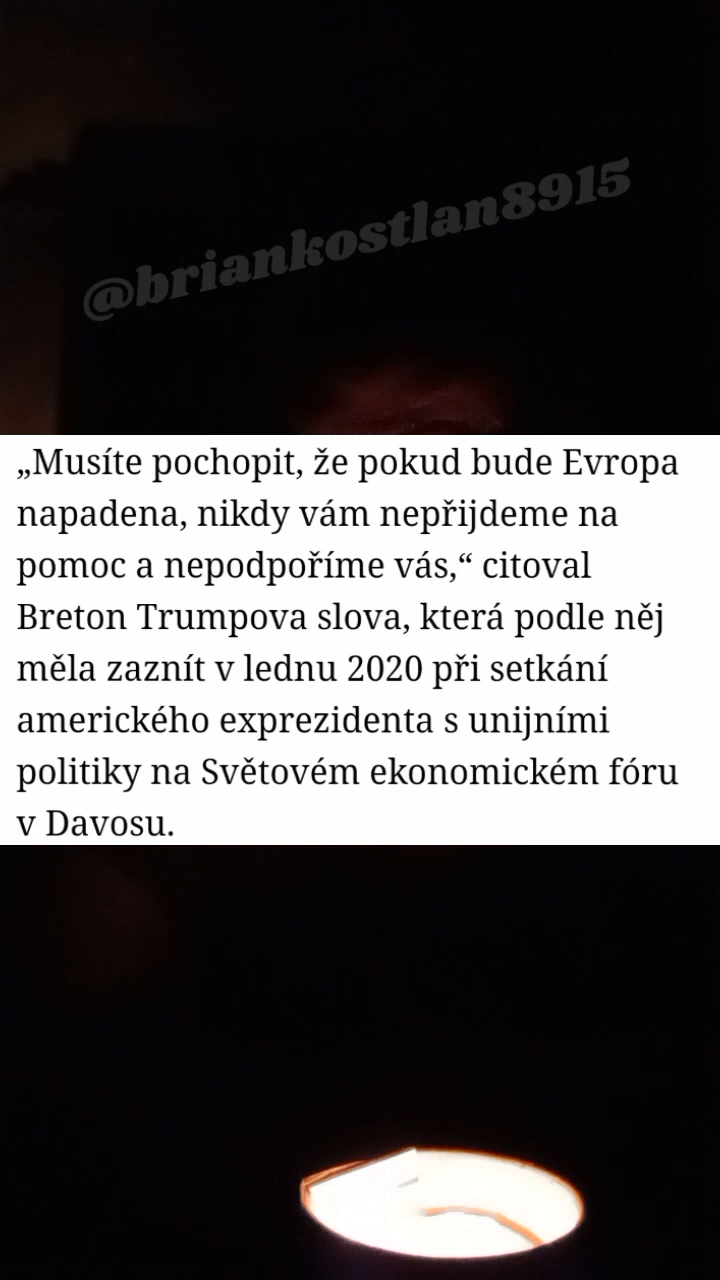 @briankostlan8915
„Musíte pochopit, že pokud bude Evropa
napadena, nikdy vám nepřijdeme na
pomoc a nepodpoříme vás,“ citoval
Breton Trumpova slova, která podle něj
měla zaznít v lednu 2020 při setkání
amerického exprezidenta s unijními
politiky na Světovém ekonomickém fóru
v Davosu.